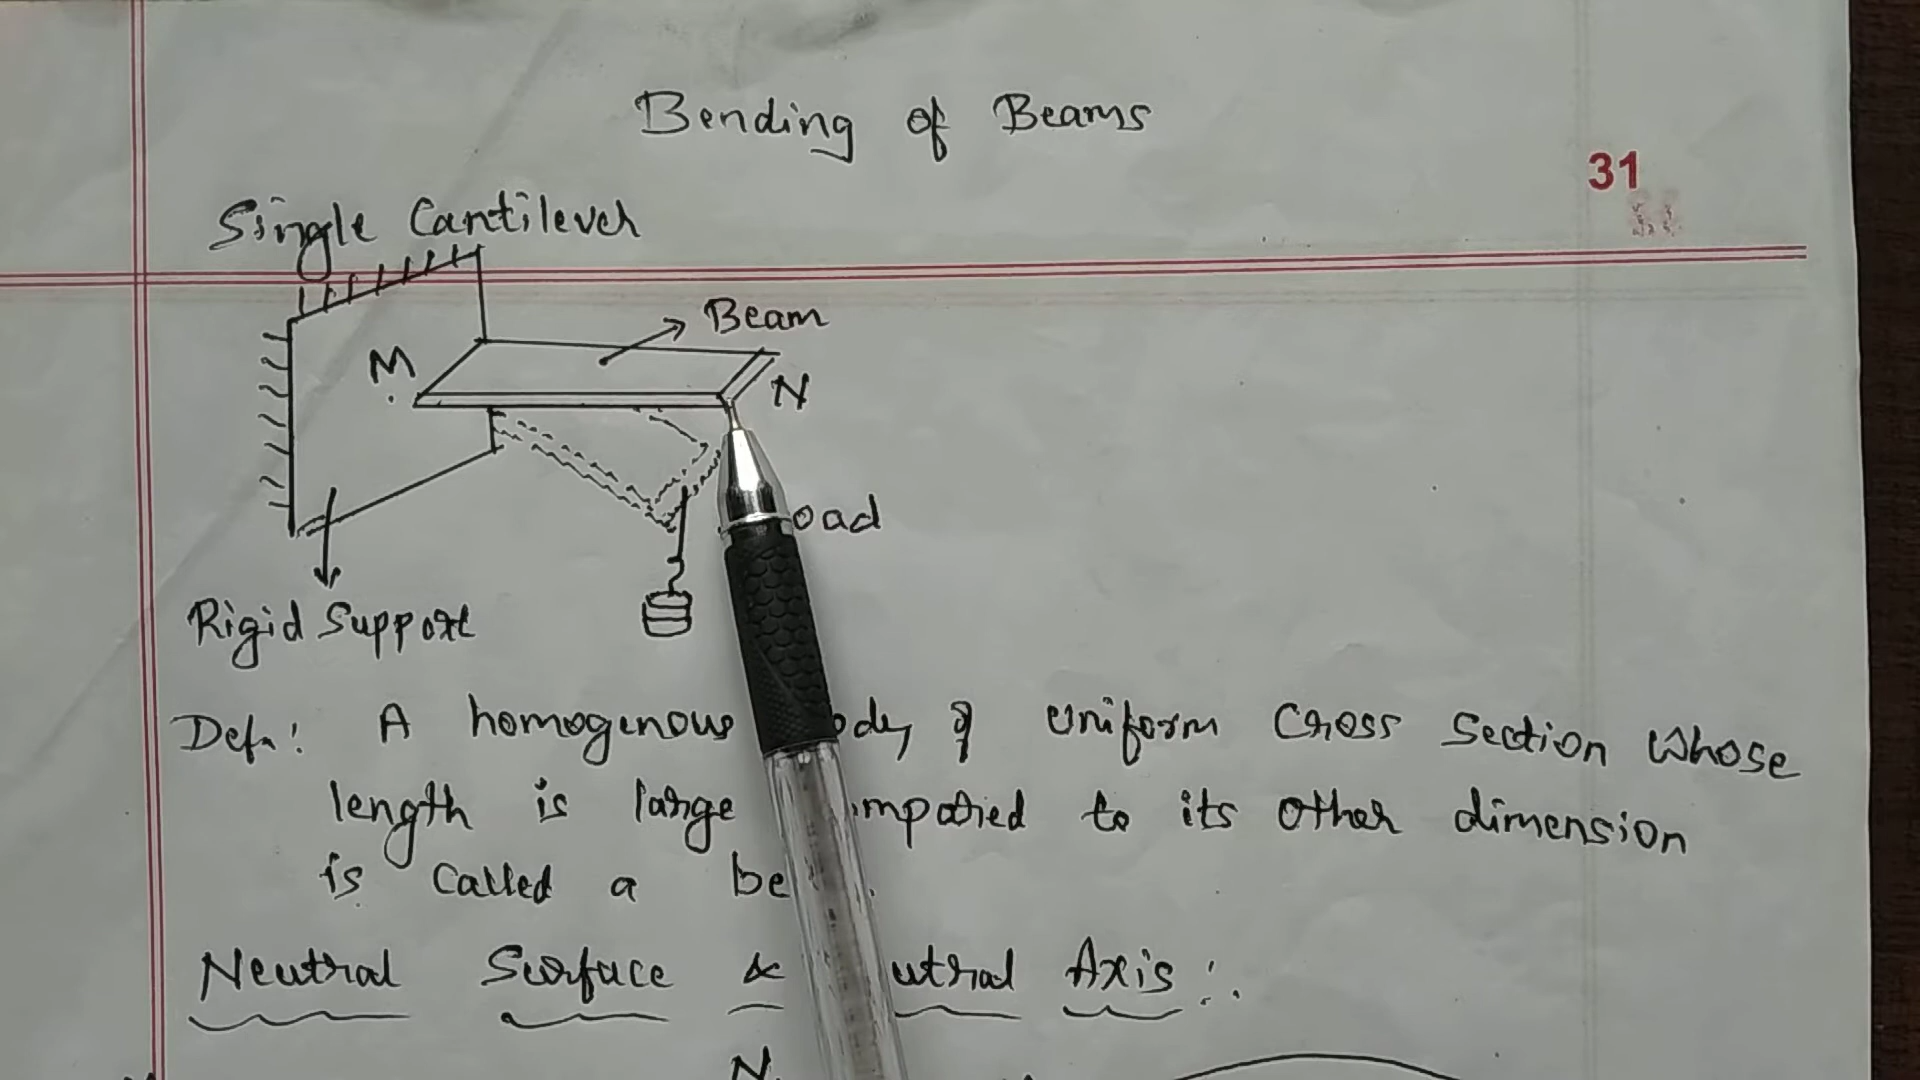 Bending of Beams
31
Single Cantilever
Beam
M
N
oad
Rigid Support
Defn: A homogenous ody of uniform Cross Section whose
length is large mpared to its other dimension
is Called a be
Neutral Surface & utral Axis :
N